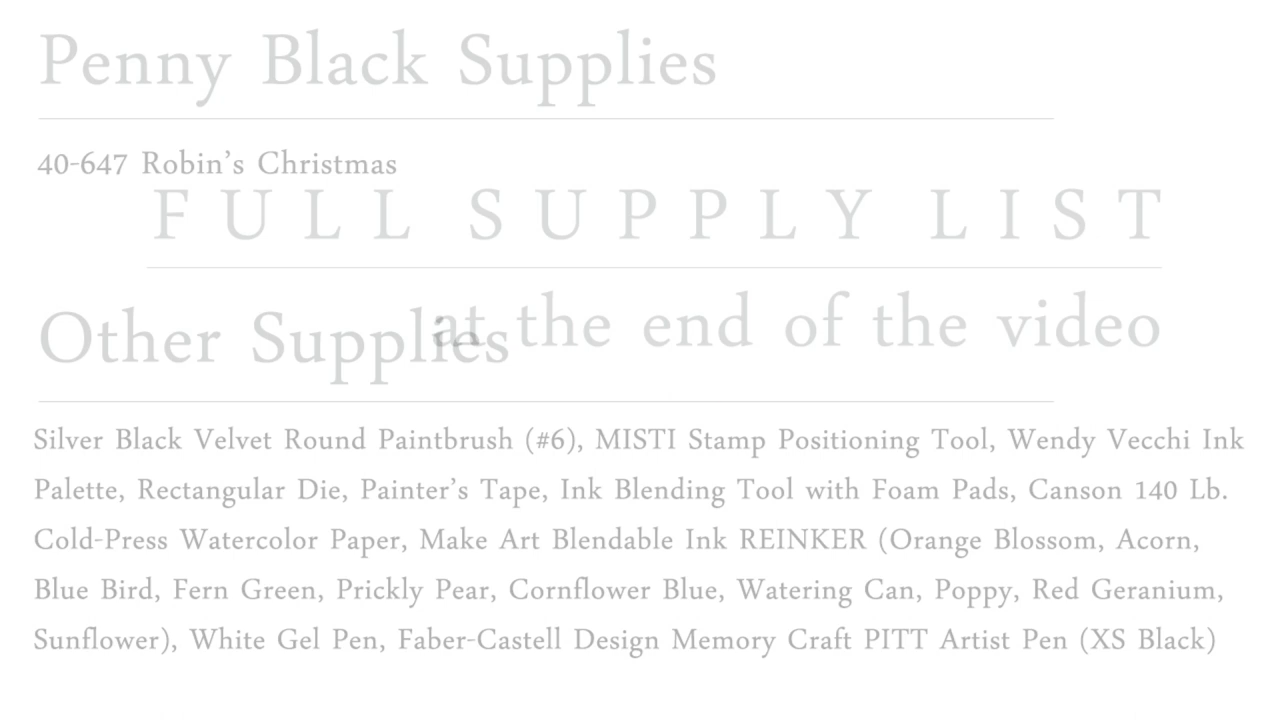 Penny Black Supplies
40-647 Robin's Christmas
FULL SUPPLY LIST
at the end of the video
Other Supplies
Silver Black Velvet Round Paintbrush (#6), MISTI Stamp Positioning Tool, Wendy Vecchi Ink
Palette, Rectangular Die, Painter's Tape, Ink Blending Tool with Foam Pads, Canson 140 Lb.
Cold-Press Watercolor Paper, Make Art Blendable Ink REINKER (Orange Blossom, Acorn,
Blue Bird, Fern Green, Prickly Pear, Cornflower Blue, Watering Can, Poppy, Red Geranium,
Sunflower), White Gel Pen, Faber-Castell Design Memory Craft PITT Artist Pen (XS Black)